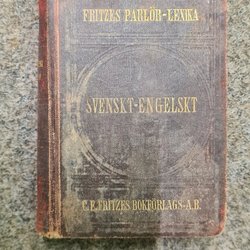 FRITZES PARLÖR-LEXIKA
SVENSKT-ENGELSKT
C.E.FRITZES BOKFÖRLAGS-A.B.